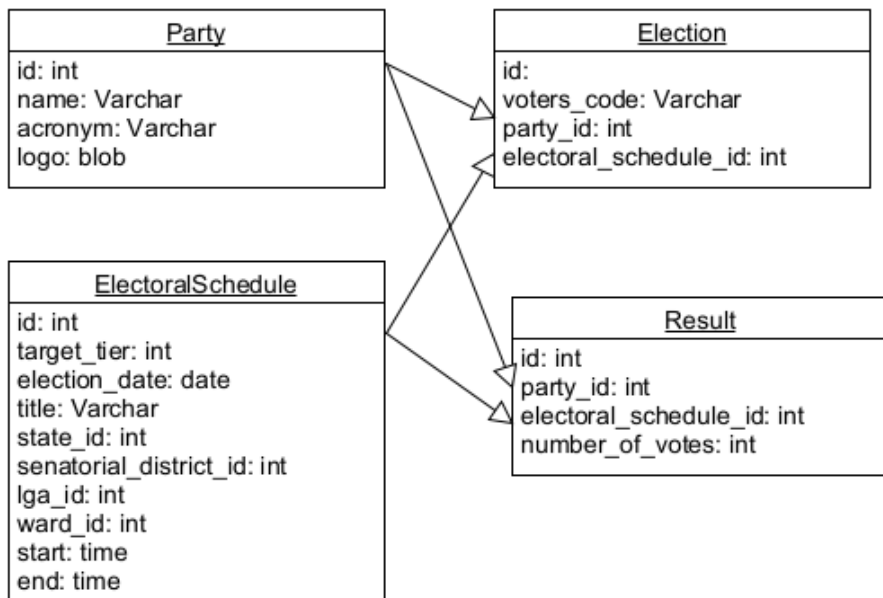 Party
id: int
name: Varchar
acronym: Varchar
logo: blob
Election
id:
voters_code: Varchar
party_id: int
electoral_schedule_id: int
ElectoralSchedule
id: int
target_tier: int
election_date: date
title: Varchar
state_id: int
senatorial_district_id: int
lga_id: int
ward_id: int
start: time
end: time
Result
id: int
party_id: int
electoral_schedule_id: int
number_of_votes: int